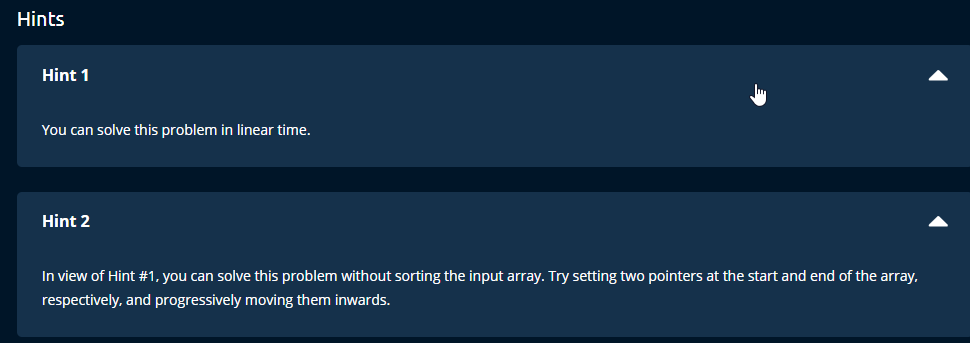 Hints
Hint 1
You can solve this problem in linear time.
Hint 2
In view of Hint #1, you can solve this problem without sorting the input array. Try setting two pointers at the start and end of the array,
respectively, and progressively moving them inwards.